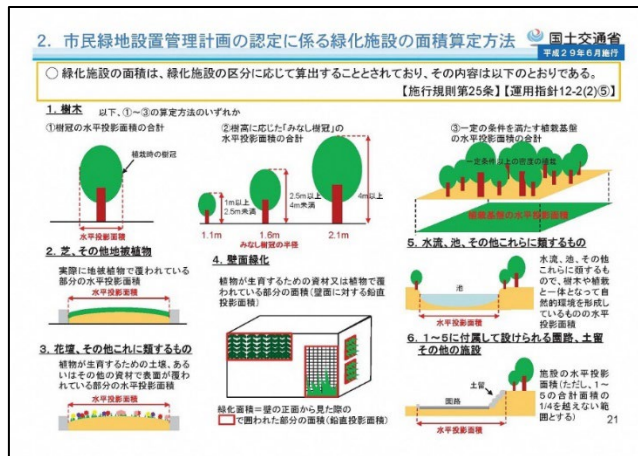 2. 市民緑地設置管理計画の認定に係る緑化施設の面積算定方法
国土交通省
平成29年6月施行
○ 緑化施設の面積は、緑化施設の区分に応じて算出することとされており、その内容は以下のとおりである。
【施行規則第25条】【運用指針12-2(2)⑤】
1. 樹木 以下、①~③の算定方法のいずれか
①樹冠の水平投影面積の合計
植栽時の樹冠
水平投影面積
②樹高に応じた「みなし樹冠」の
水平投影面積の合計
1m以上
2.5m未満
2.5m以上
4m未満
4m以上
1.1m 1.6m 2.1m
みなし樹冠の半径
③一定の条件を満たす植栽基盤
の水平投影面積の合計
一定条件以上の密度の植栽
植栽基盤の水平投影面積
2. 芝、その他地被植物
実際に地被植物で覆われている
部分の水平投影面積
水平投影面積
3. 花壇、その他これに類するもの
植物が生育するための土壌、ある
いはその他の資材で表面が覆
われている部分の水平投影面積
水平投影面積
4. 壁面緑化
植物が生育するための資材又は植物で覆
われている部分の面積(壁面に対する鉛直
投影面積)
緑化面積=壁の正面から見た際の
で囲われた部分の面積(鉛直投影面積)
5. 水流、池、その他これらに類するもの
池
水平投影面積
水流、池、その他
これらに類するも
ので、樹木や植栽
と一体となって自
然的環境を形成し
ているものの水平
投影面積
6. 1~5に付属して設けられる園路、土留
その他の施設
土留
園路
水平投影面積
施設の水平投影
面積(ただし、1~
5の合計面積の
1/4を越えない範
囲とする)
21